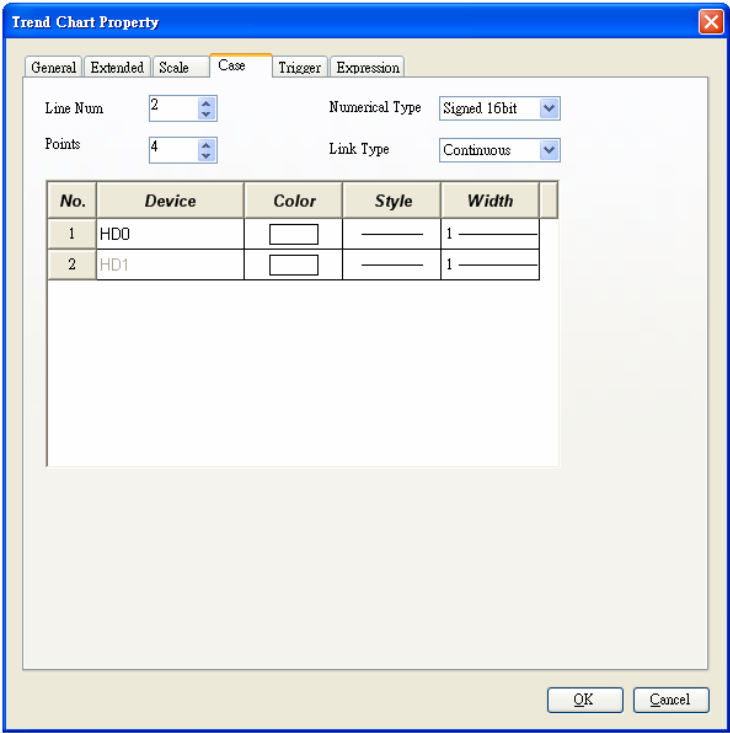 Trend Chart Property
General Extended Scale Case Trigger Expression
Line Num 2 Numerical Type Signed 16bit
Points 4 Link Type Continuous
No. Device Color Style Width
1 HD0 1
2 HD1 1
OK Cancel